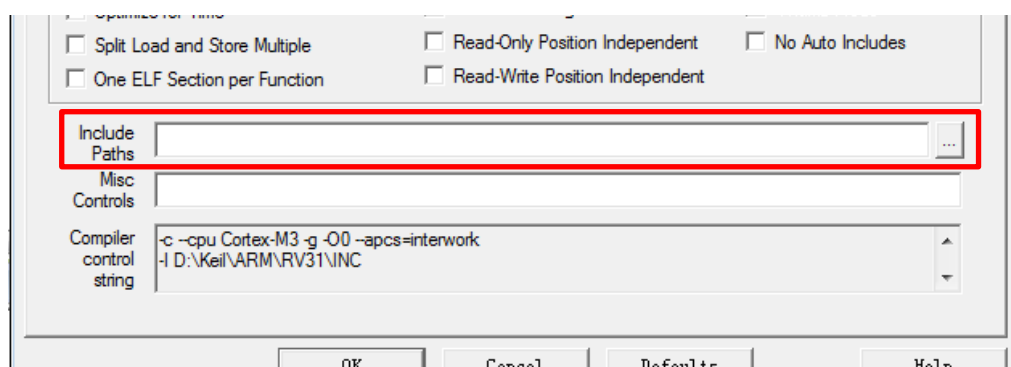 Split Load and Store Multiple
Read-Only Position Independent
No Auto Includes
One ELF Section per Function
Read-Write Position Independent
Include
Paths
...
Misc
Controls
Compiler
control
string
-c --cpu Cortex-M3 -g -O0 --apcs=interwork
-I D:\Keil\ARM\RV31\INC
OK
Cancel
Defaults
Help